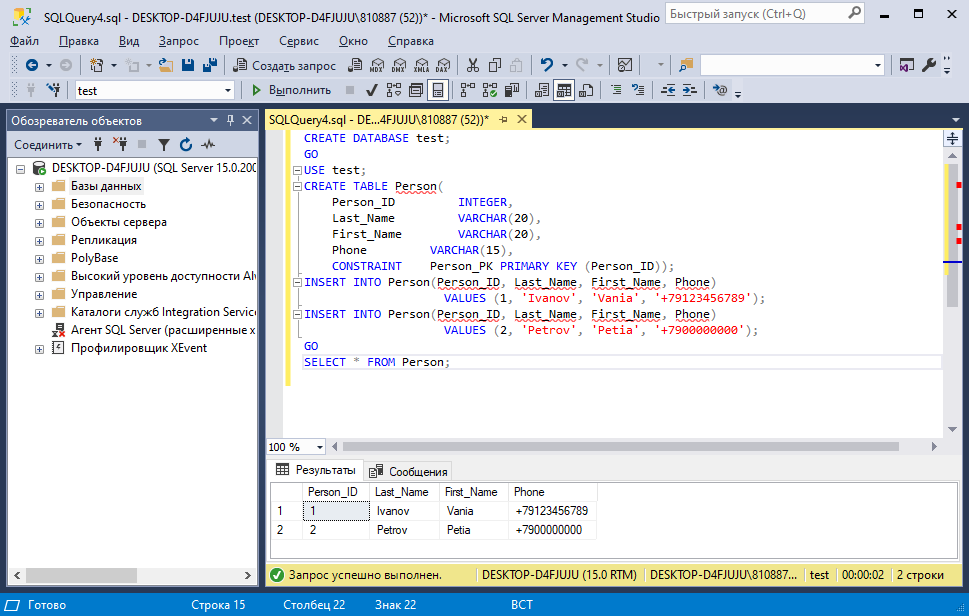 SQLQuery4.sql - DESKTOP-D4FJUJU.test (DESKTOP-D4FJUJU\810887 (52))* - Microsoft SQL Server Management Studio
Быстрый запуск (Ctrl+Q)
Файл Правка Вид Запрос Проект Сервис Окно Справка
Создать запрос MDX DMX XMLA DAX
test Выполнить
Обозреватель объектов
SQLQuery4.sql - DE...4FJUJU\810887 (52))*
Соединить
DESKTOP-D4FJUJU (SQL Server 15.0.200
Базы данных
Безопасность
Объекты сервера
Репликация
PolyBase
Высокий уровень доступности Al
Управление
Каталоги служб Integration Servic
Агент SQL Server (расширенные х
Профилировщик XEvent
CREATE DATABASE test;
GO
USE test;
CREATE TABLE Person(
Person_ID INTEGER,
Last_Name VARCHAR(20),
First_Name VARCHAR(20),
Phone VARCHAR(15),
CONSTRAINT Person_PK PRIMARY KEY (Person_ID));
INSERT INTO Person(Person_ID, Last_Name, First_Name, Phone)
VALUES (1, 'Ivanov', 'Vania', '+79123456789');
INSERT INTO Person(Person_ID, Last_Name, First_Name, Phone)
VALUES (2, 'Petrov', 'Petia', '+7900000000');
GO
SELECT * FROM Person;
100 %
Результаты Сообщения
Person_ID Last_Name First_Name Phone
1 1 Ivanov Vania +79123456789
2 2 Petrov Petia +7900000000
Запрос успешно выполнен. DESKTOP-D4FJUJU (15.0 RTM) DESKTOP-D4FJUJU\810887... test 00:00:02 2 строки
Готово Строка 15 Столбец 22 Знак 22 ВСТ